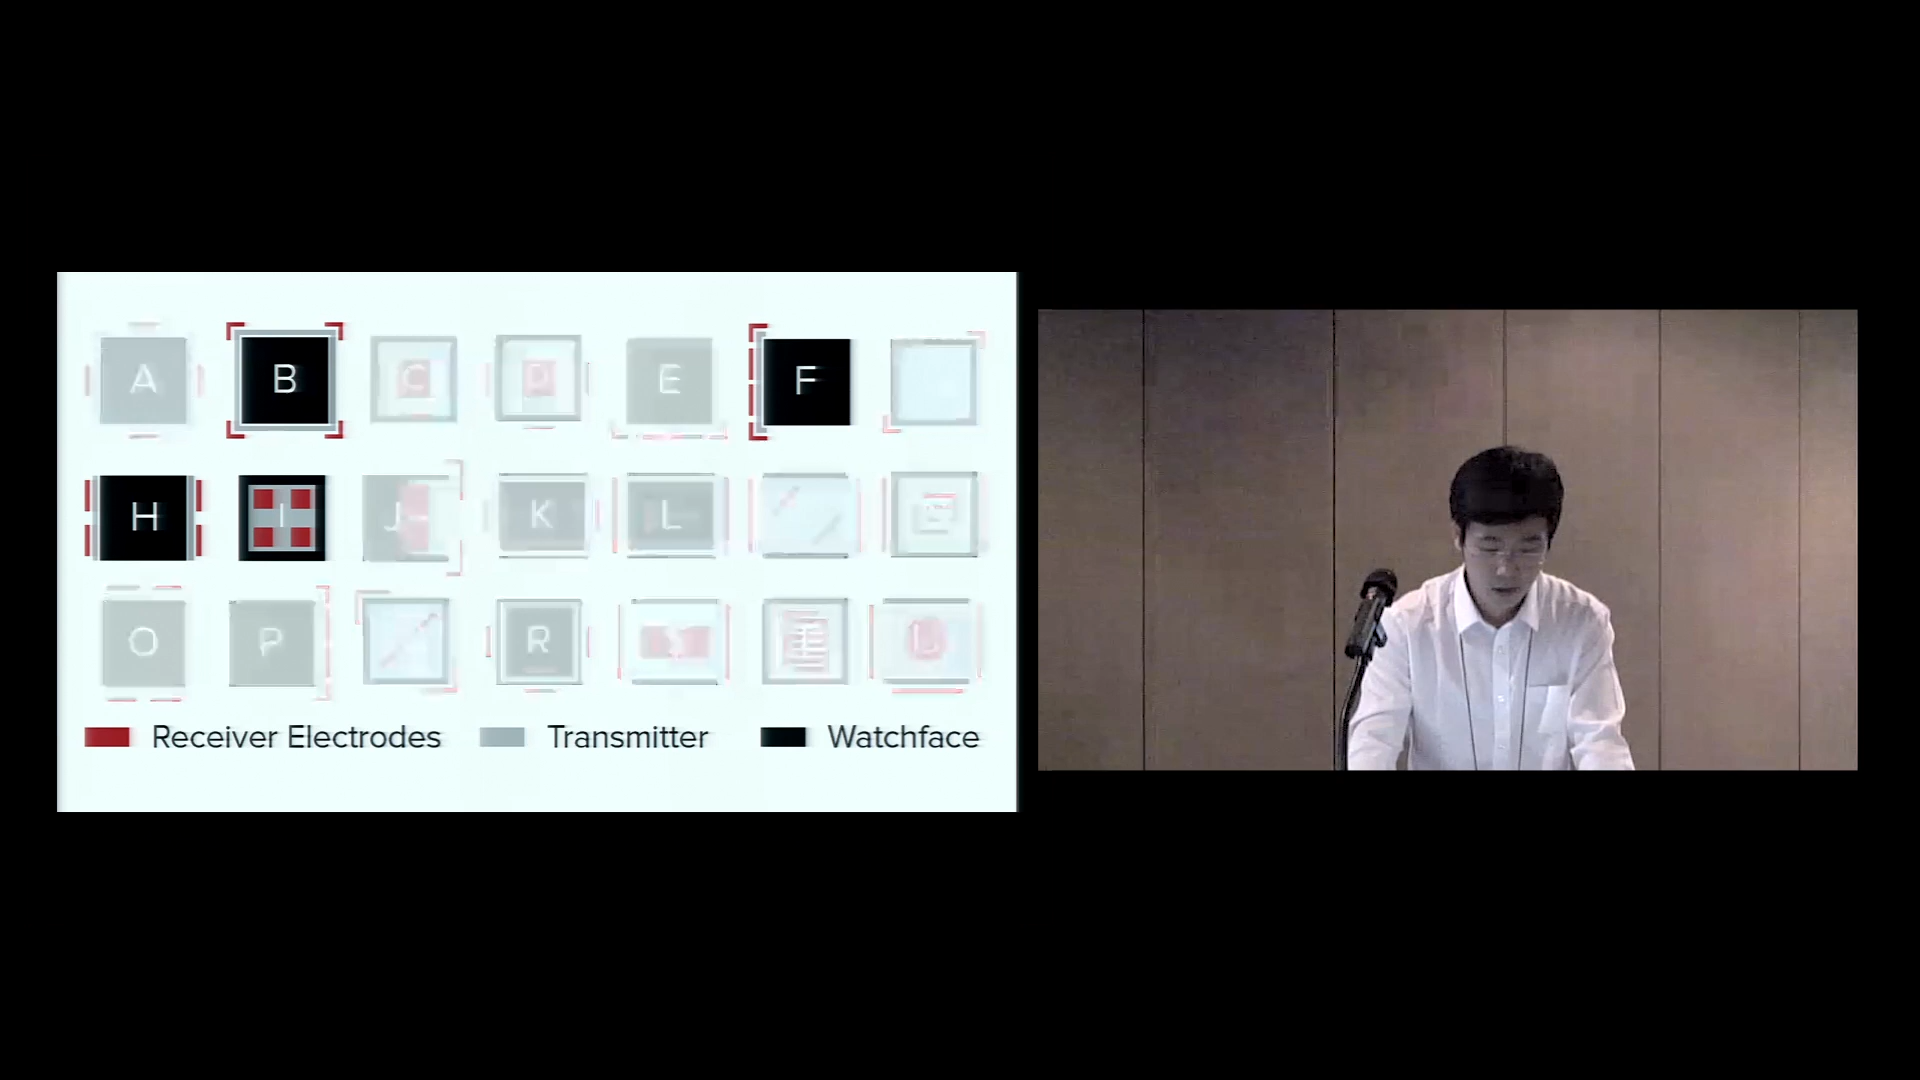 A B C D E F
H I J K L
O P R S U
Receiver Electrodes Transmitter Watchface